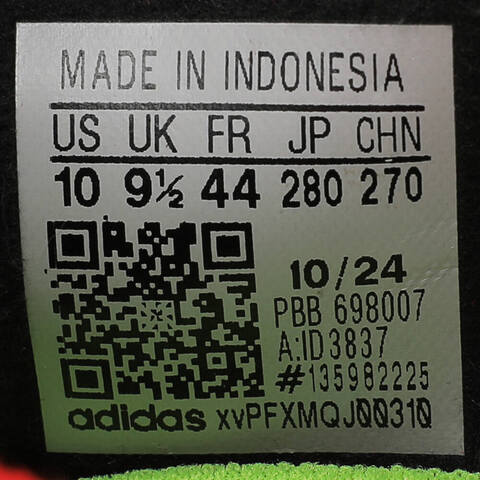 MADE IN INDONESIA
US UK FR JP CHN
10 9½ 44 280 270
10/24
PBB 698007
A:ID3837
#135982225
adidas xvPFXMQJ00310